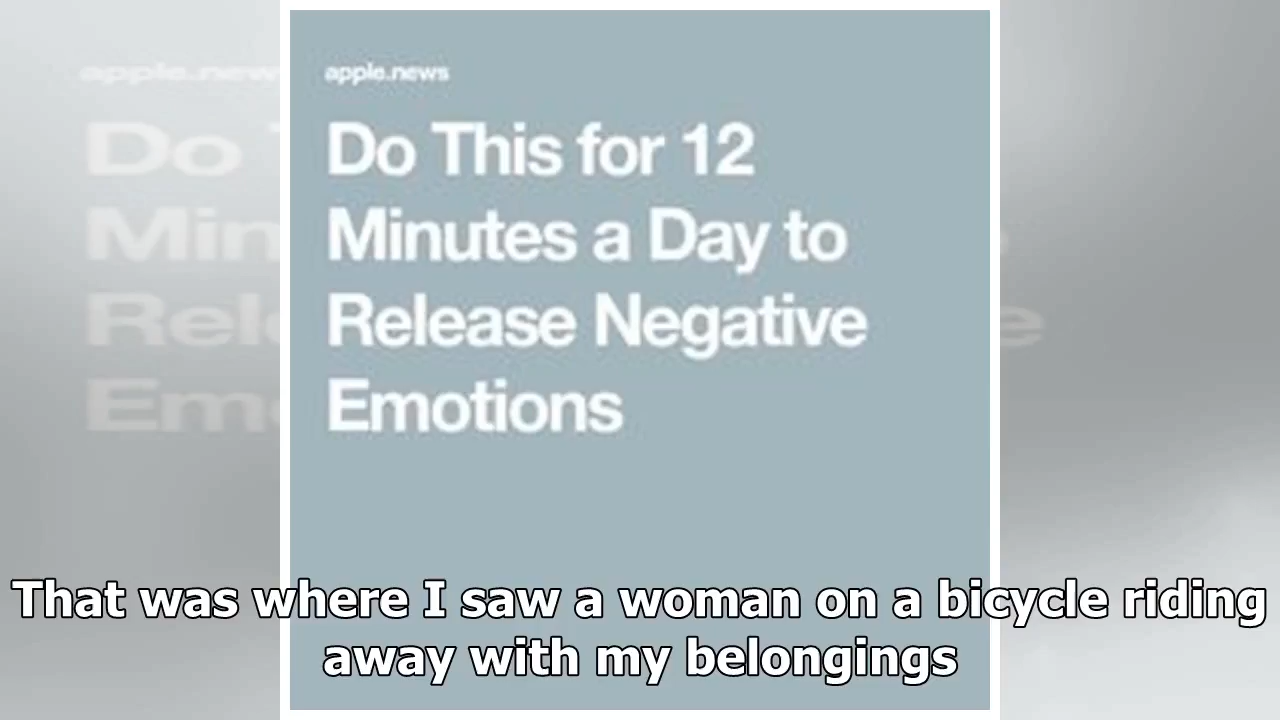 apple.news
Do This for 12
Minutes a Day to
Release Negative
Emotions
That was where I saw a woman on a bicycle riding
away with my belongings